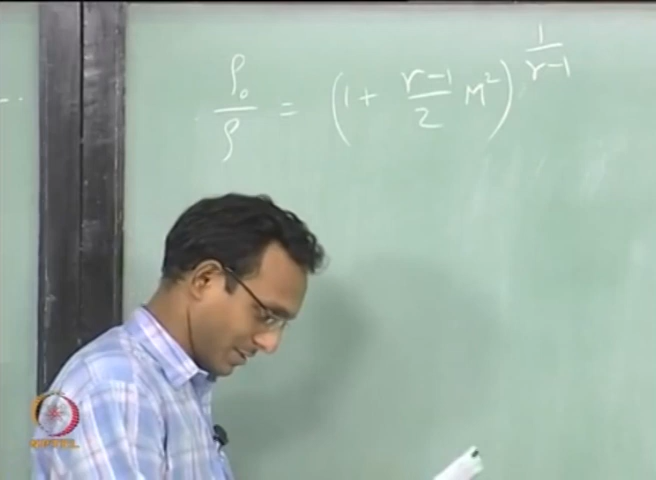 ρ₀/ρ = (1 + (γ−1)/2 M²)^(1/(γ−1))
NPTEL